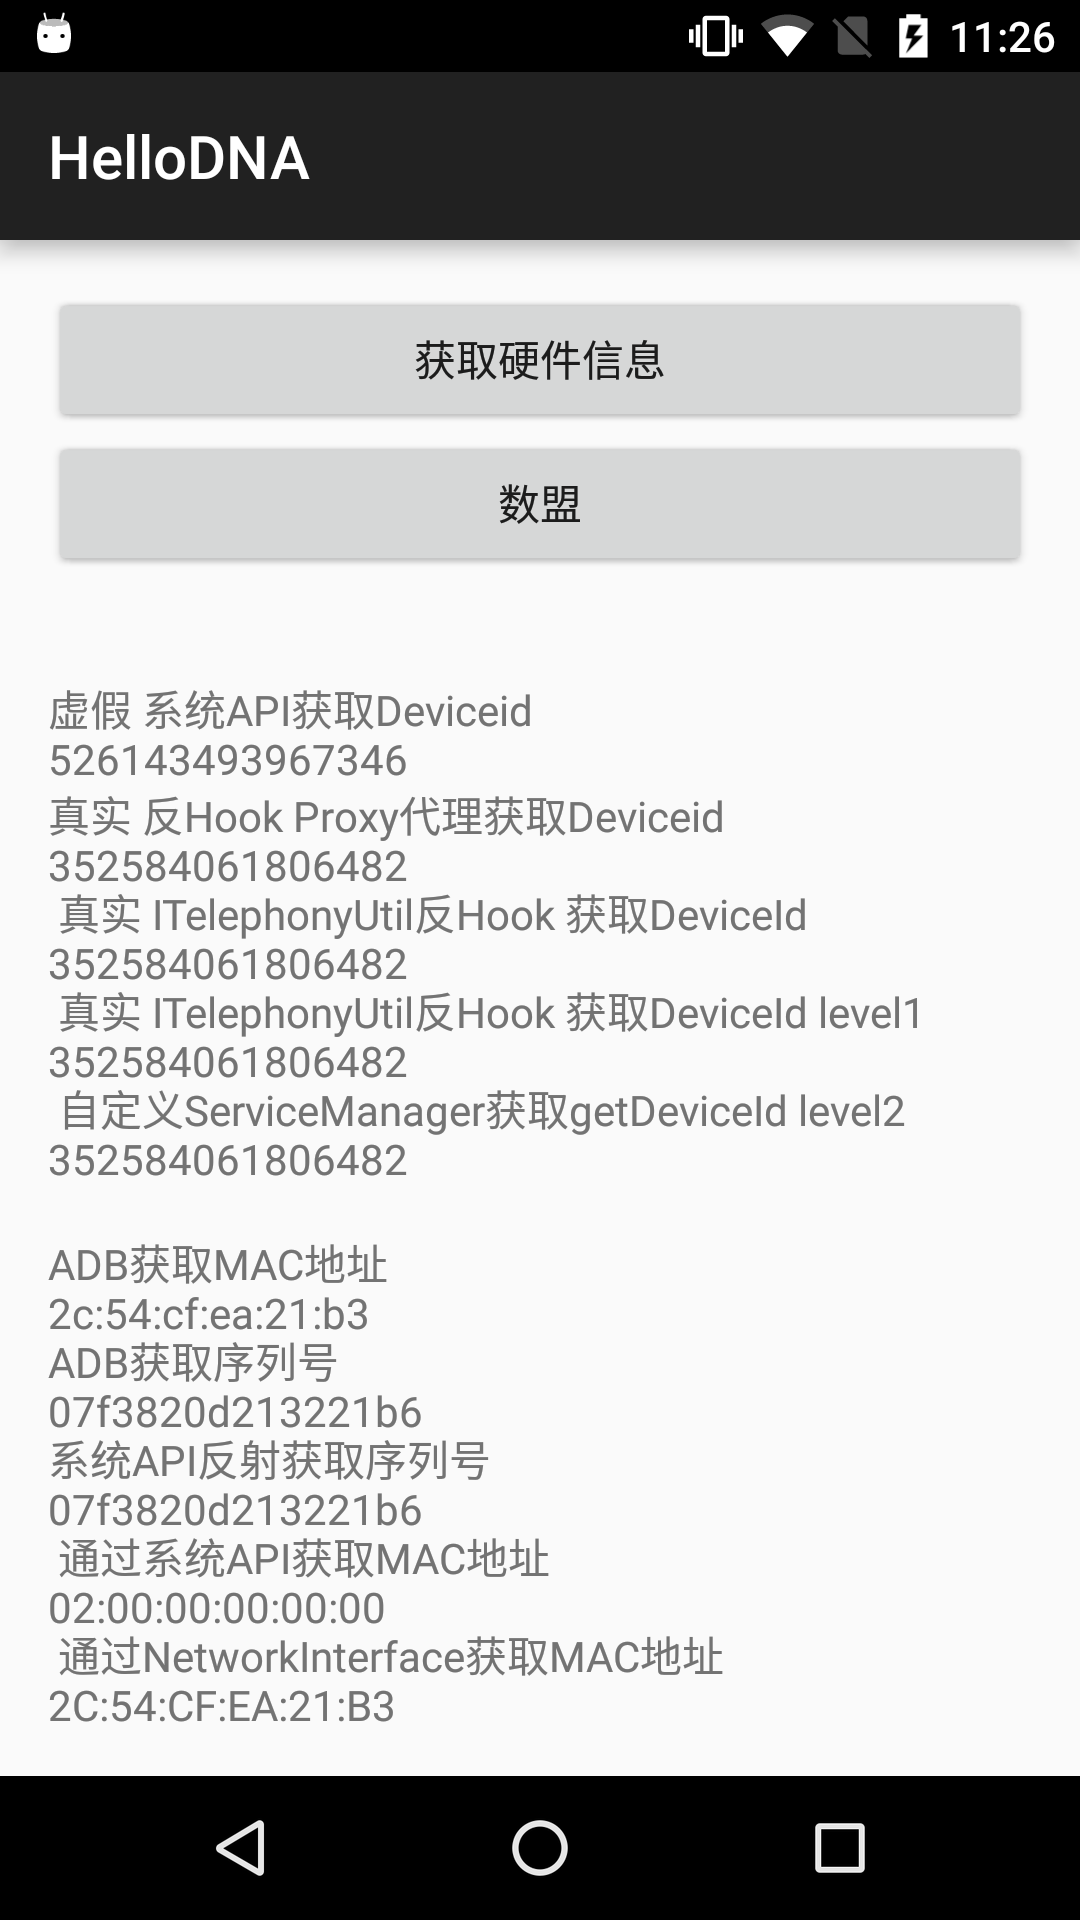 11:26
HelloDNA
获取硬件信息
数盟
虚假 系统API获取Deviceid
526143493967346
真实 反Hook Proxy代理获取Deviceid
352584061806482
真实 ITelephonyUtil反Hook 获取DeviceId
352584061806482
真实 ITelephonyUtil反Hook 获取DeviceId level1
352584061806482
自定义ServiceManager获取getDeviceId level2
352584061806482
ADB获取MAC地址
2c:54:cf:ea:21:b3
ADB获取序列号
07f3820d213221b6
系统API反射获取序列号
07f3820d213221b6
通过系统API获取MAC地址
02:00:00:00:00:00
通过NetworkInterface获取MAC地址
2C:54:CF:EA:21:B3